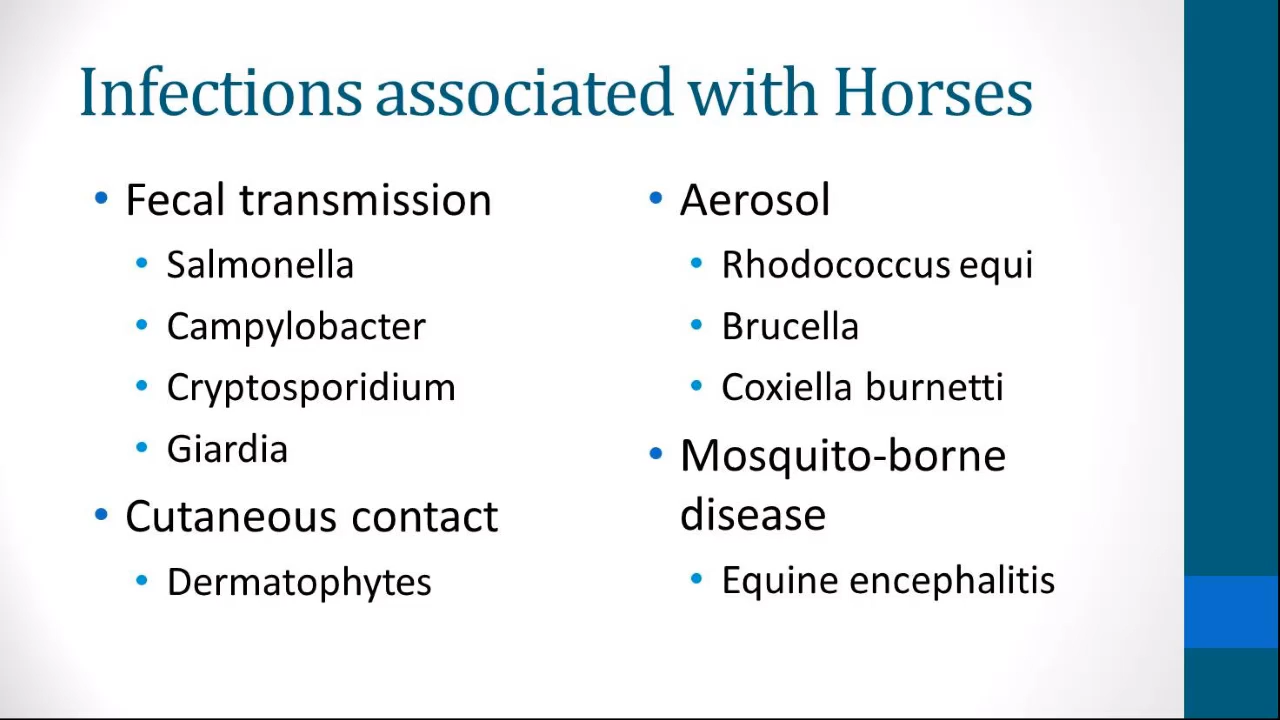 Infections associated with Horses
• Fecal transmission
• Salmonella
• Campylobacter
• Cryptosporidium
• Giardia
• Cutaneous contact
• Dermatophytes
• Aerosol
• Rhodococcus equi
• Brucella
• Coxiella burnetti
• Mosquito-borne
disease
• Equine encephalitis